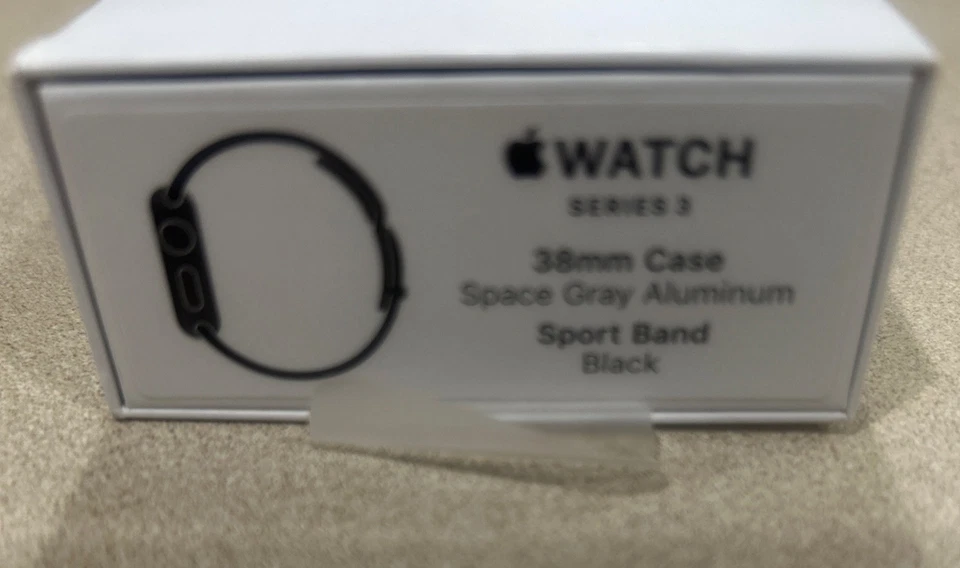 WATCH
SERIES 3
38mm Case
Space Gray Aluminum
Sport Band
Black